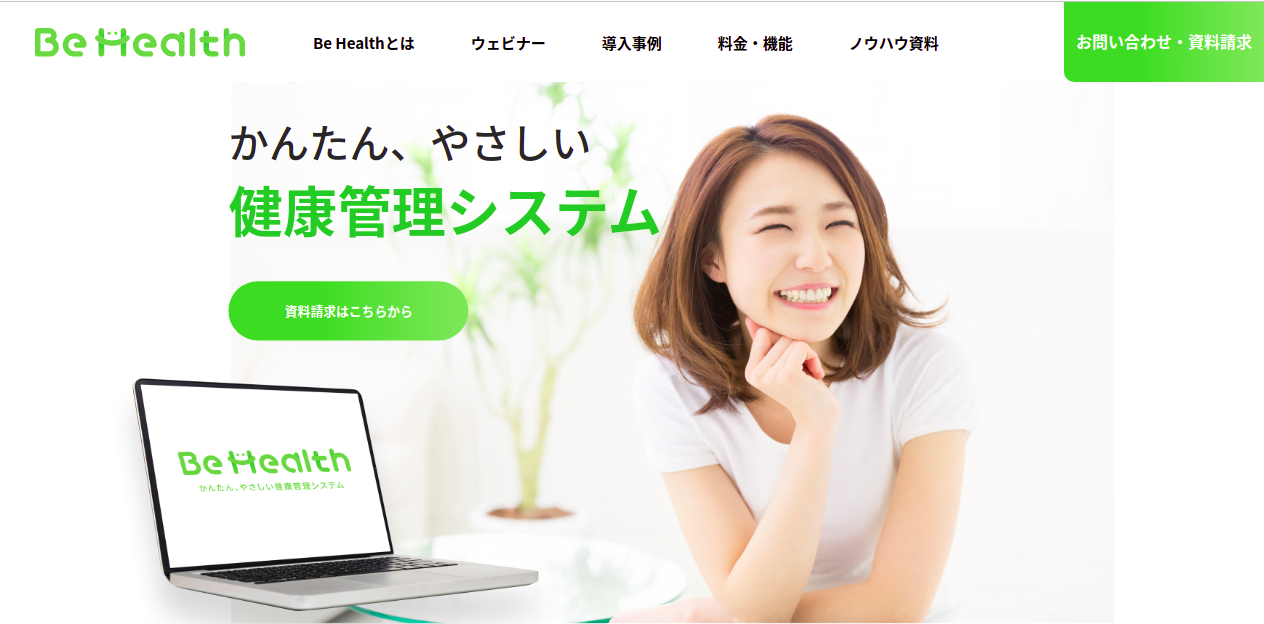 Be Health
Be Healthとは
ウェビナー
導入事例
料金・機能
ノウハウ資料
お問い合わせ・資料請求
かんたん、やさしい
健康管理システム
資料請求はこちらから
Be Health
かんたん、やさしい健康管理システム